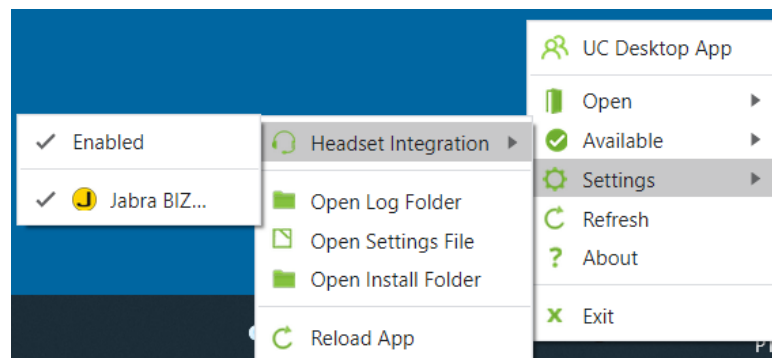 UC Desktop App
Open
Available
Settings
Refresh
About
Exit
Headset Integration
Open Log Folder
Open Settings File
Open Install Folder
Reload App
Enabled
Jabra BIZ...